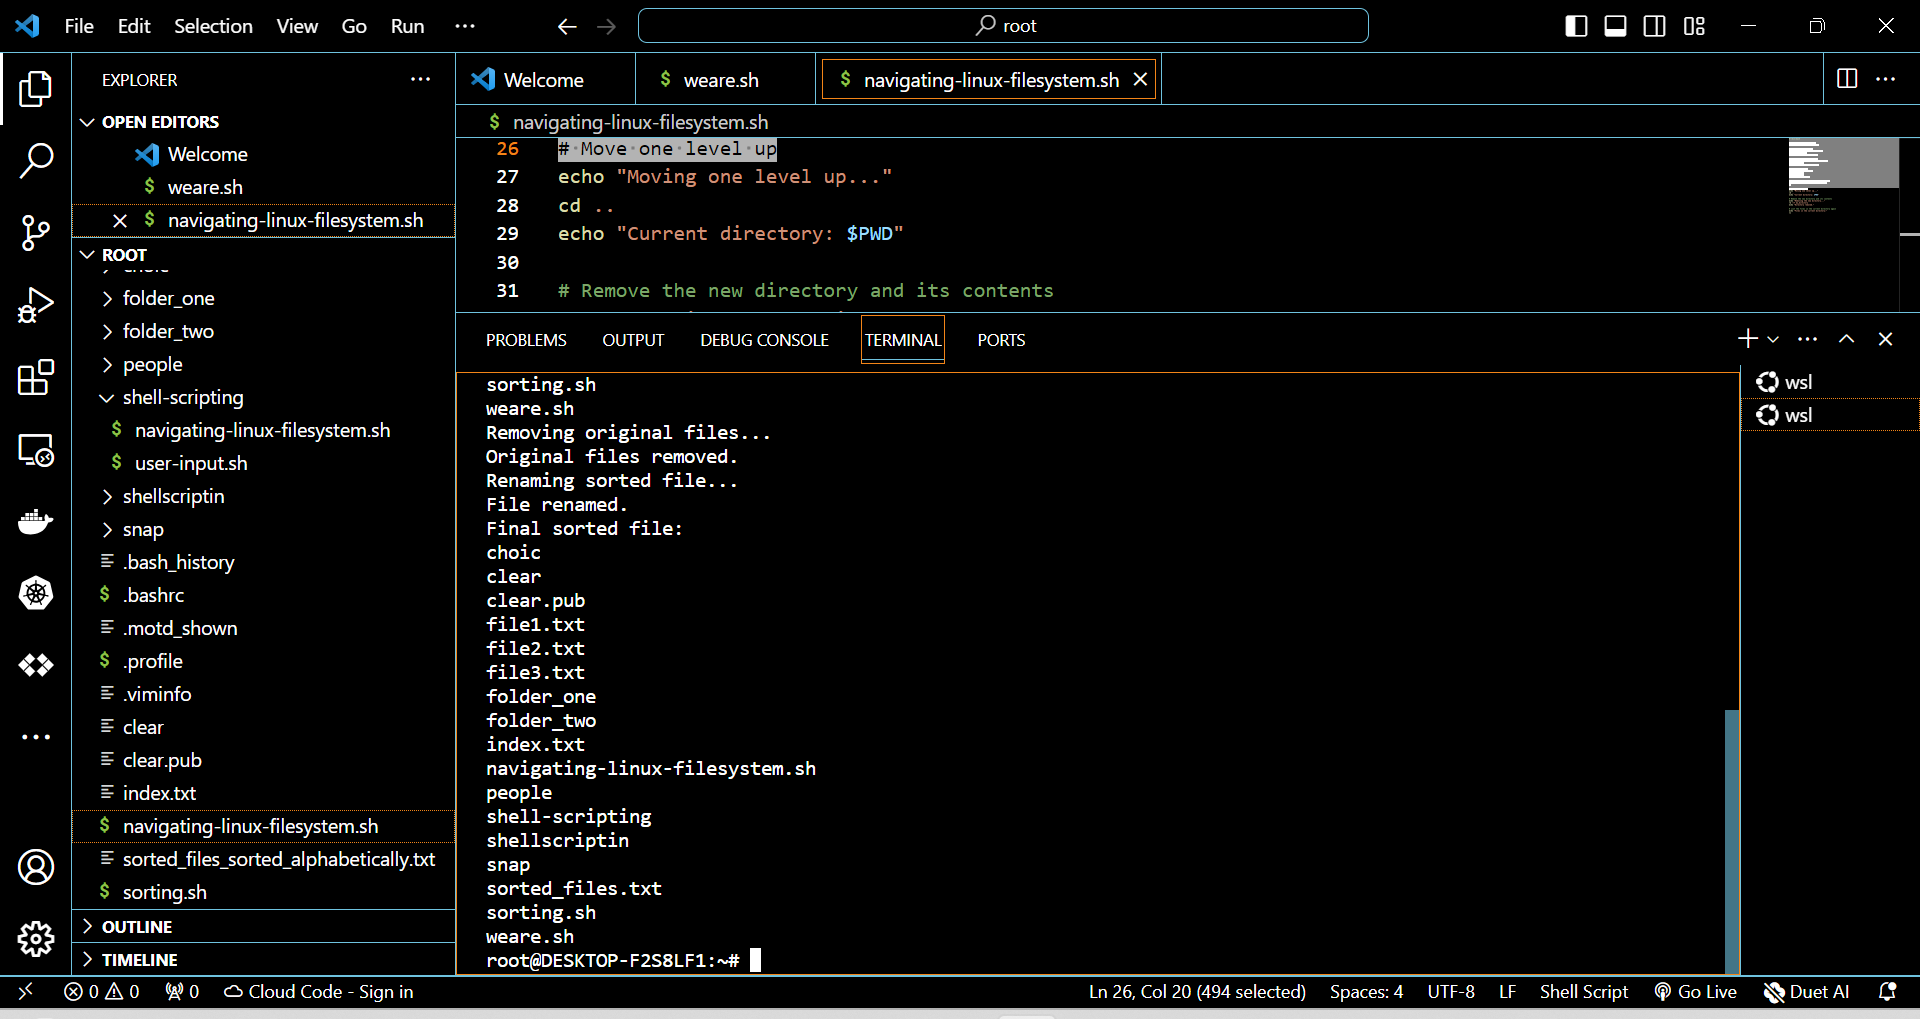 File Edit Selection View Go Run ··· root
EXPLORER ···
OPEN EDITORS
Welcome
$ weare.sh
$ navigating-linux-filesystem.sh
ROOT
folder_one
folder_two
people
shell-scripting
$ navigating-linux-filesystem.sh
$ user-input.sh
shellscriptin
snap
.bash_history
$ .bashrc
.motd_shown
$ .profile
.viminfo
clear
clear.pub
index.txt
$ navigating-linux-filesystem.sh
sorted_files_sorted_alphabetically.txt
$ sorting.sh
OUTLINE
TIMELINE
Welcome $ weare.sh $ navigating-linux-filesystem.sh
$ navigating-linux-filesystem.sh
26 #·Move·one·level·up
27 echo "Moving one level up..."
28 cd ..
29 echo "Current directory: $PWD"
30
31 # Remove the new directory and its contents
PROBLEMS OUTPUT DEBUG CONSOLE TERMINAL PORTS
sorting.sh
weare.sh
Removing original files...
Original files removed.
Renaming sorted file...
File renamed.
Final sorted file:
choic
clear
clear.pub
file1.txt
file2.txt
file3.txt
folder_one
folder_two
index.txt
navigating-linux-filesystem.sh
people
shell-scripting
shellscriptin
snap
sorted_files.txt
sorting.sh
weare.sh
root@DESKTOP-F2S8LF1:~#
wsl
wsl
0 0 0 Cloud Code - Sign in Ln 26, Col 20 (494 selected) Spaces: 4 UTF-8 LF Shell Script Go Live Duet AI